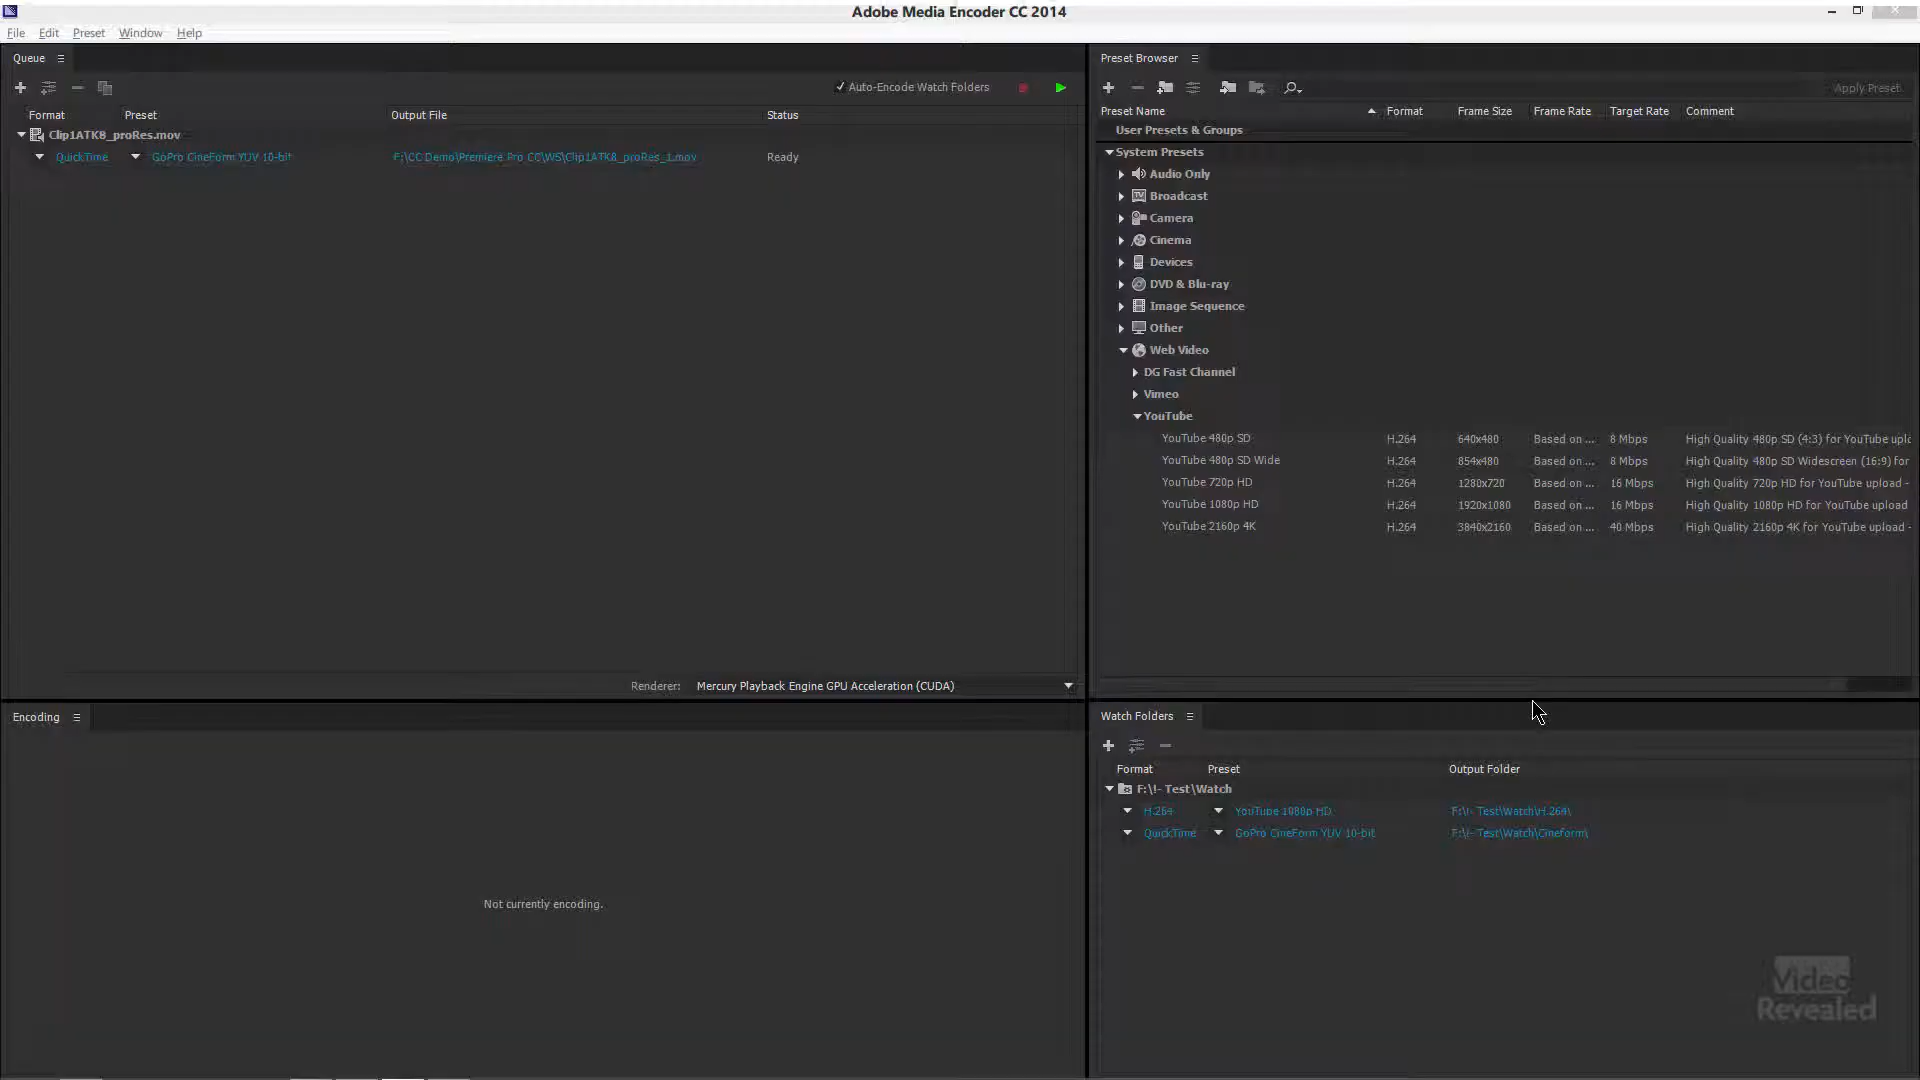 Adobe Media Encoder CC 2014
File Edit Preset Window Help
Queue
Auto-Encode Watch Folders
Format Preset Output File Status
Clip1ATK8_proRes.mov
QuickTime GoPro CineForm YUV 10-bit F:\CC Demo\Premiere Pro CC\WS\Clip1ATK8_proRes_1.mov Ready
Renderer: Mercury Playback Engine GPU Acceleration (CUDA)
Preset Browser
Apply Preset
Preset Name Format Frame Size Frame Rate Target Rate Comment
User Presets & Groups
System Presets
Audio Only
Broadcast
Camera
Cinema
Devices
DVD & Blu-ray
Image Sequence
Other
Web Video
DG Fast Channel
Vimeo
YouTube
YouTube 480p SD H.264 640x480 Based on ... 8 Mbps High Quality 480p SD (4:3) for YouTube uplo
YouTube 480p SD Wide H.264 854x480 Based on ... 8 Mbps High Quality 480p SD Widescreen (16:9) for
YouTube 720p HD H.264 1280x720 Based on ... 16 Mbps High Quality 720p HD for YouTube upload -
YouTube 1080p HD H.264 1920x1080 Based on ... 16 Mbps High Quality 1080p HD for YouTube upload
YouTube 2160p 4K H.264 3840x2160 Based on ... 40 Mbps High Quality 2160p 4K for YouTube upload -
Encoding
Not currently encoding.
Watch Folders
Format Preset Output Folder
F:\!- Test\Watch
H.264 YouTube 1080p HD F:\!- Test\Watch\H.264\
QuickTime GoPro CineForm YUV 10-bit F:\!- Test\Watch\Cineform\
Video
Revealed